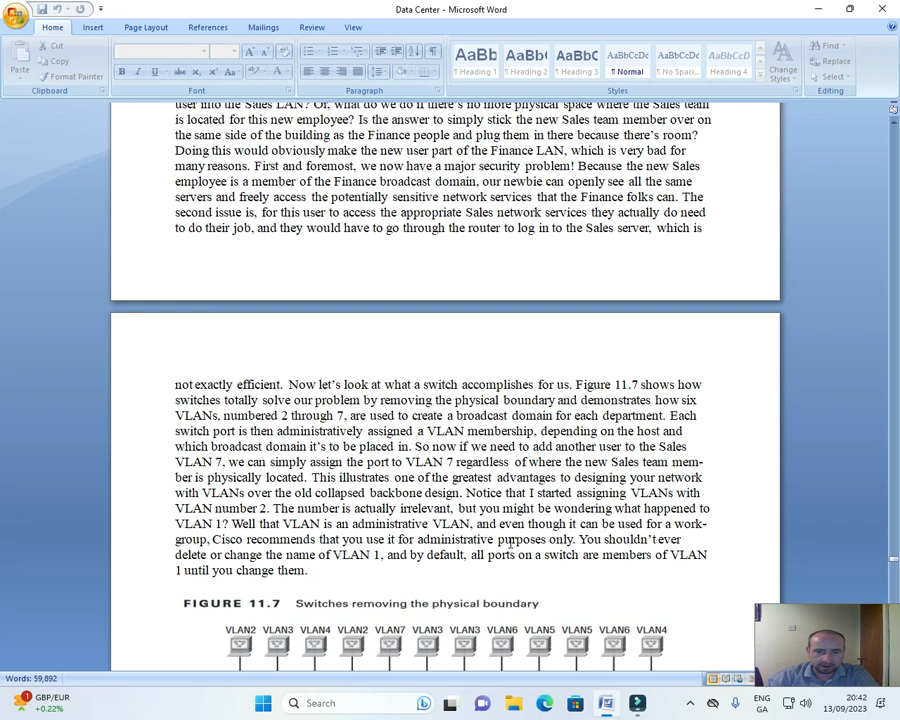 Data Center - Microsoft Word
Home Insert Page Layout References Mailings Review View
Cut
Copy
Paste
Format Painter
AaBb AaBb( AaBbC AaBbCcDc AaBbCcDc AaBbCcD
Heading 1 Heading 2 Heading 3 ¶ Normal ¶ No Spaci... Heading 4
Change Styles
Find
Replace
Select
Clipboard Font Paragraph Styles Editing
user into the Sales LAN? Or, what do we do if there's no more physical space where the Sales team
is located for this new employee? Is the answer to simply stick the new Sales team member over on
the same side of the building as the Finance people and plug them in there because there's room?
Doing this would obviously make the new user part of the Finance LAN, which is very bad for
many reasons. First and foremost, we now have a major security problem! Because the new Sales
employee is a member of the Finance broadcast domain, our newbie can openly see all the same
servers and freely access the potentially sensitive network services that the Finance folks can. The
second issue is, for this user to access the appropriate Sales network services they actually do need
to do their job, and they would have to go through the router to log in to the Sales server, which is
not exactly efficient. Now let's look at what a switch accomplishes for us. Figure 11.7 shows how
switches totally solve our problem by removing the physical boundary and demonstrates how six
VLANs, numbered 2 through 7, are used to create a broadcast domain for each department. Each
switch port is then administratively assigned a VLAN membership, depending on the host and
which broadcast domain it's to be placed in. So now if we need to add another user to the Sales
VLAN 7, we can simply assign the port to VLAN 7 regardless of where the new Sales team mem-
ber is physically located. This illustrates one of the greatest advantages to designing your network
with VLANs over the old collapsed backbone design. Notice that I started assigning VLANs with
VLAN number 2. The number is actually irrelevant, but you might be wondering what happened to
VLAN 1? Well that VLAN is an administrative VLAN, and even though it can be used for a work-
group, Cisco recommends that you use it for administrative purposes only. You shouldn't ever
delete or change the name of VLAN 1, and by default, all ports on a switch are members of VLAN
1 until you change them.
FIGURE 11.7 Switches removing the physical boundary
VLAN2 VLAN3 VLAN4 VLAN2 VLAN7 VLAN3 VLAN3 VLAN6 VLAN5 VLAN5 VLAN6 VLAN4
Words: 59,892
GBP/EUR
+0.22%
Search
ENG
GA
20:42
13/09/2023